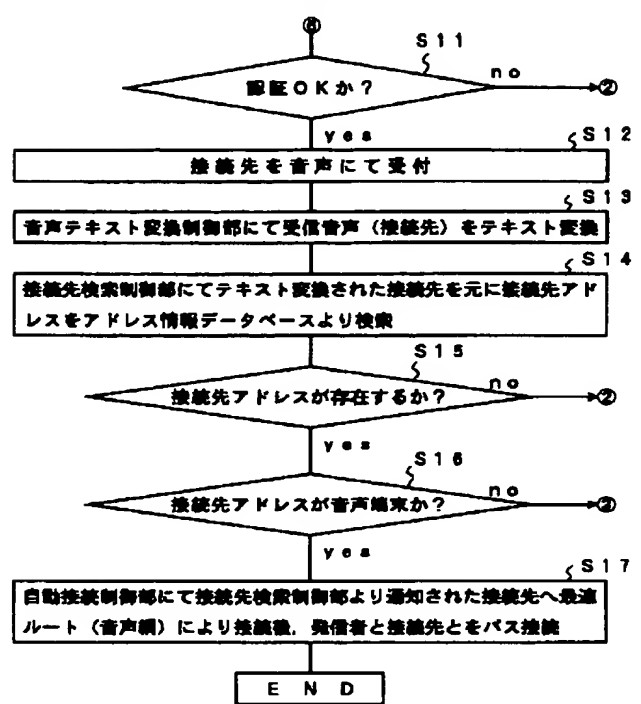 ⑥
S11
認証OKか?
no
②
yes
S12
接続先を音声にて受付
S13
音声テキスト変換制御部にて受信音声(接続先)をテキスト変換
S14
接続先検索制御部にてテキスト変換された接続先を元に接続先アド
レスをアドレス情報データベースより検索
S15
接続先アドレスが存在するか?
no
②
yes
S16
接続先アドレスが音声端末か?
no
②
yes
S17
自動接続制御部にて接続先検索制御部より通知された接続先へ最適
ルート(音声網)により接続後,発信者と接続先とをパス接続
END